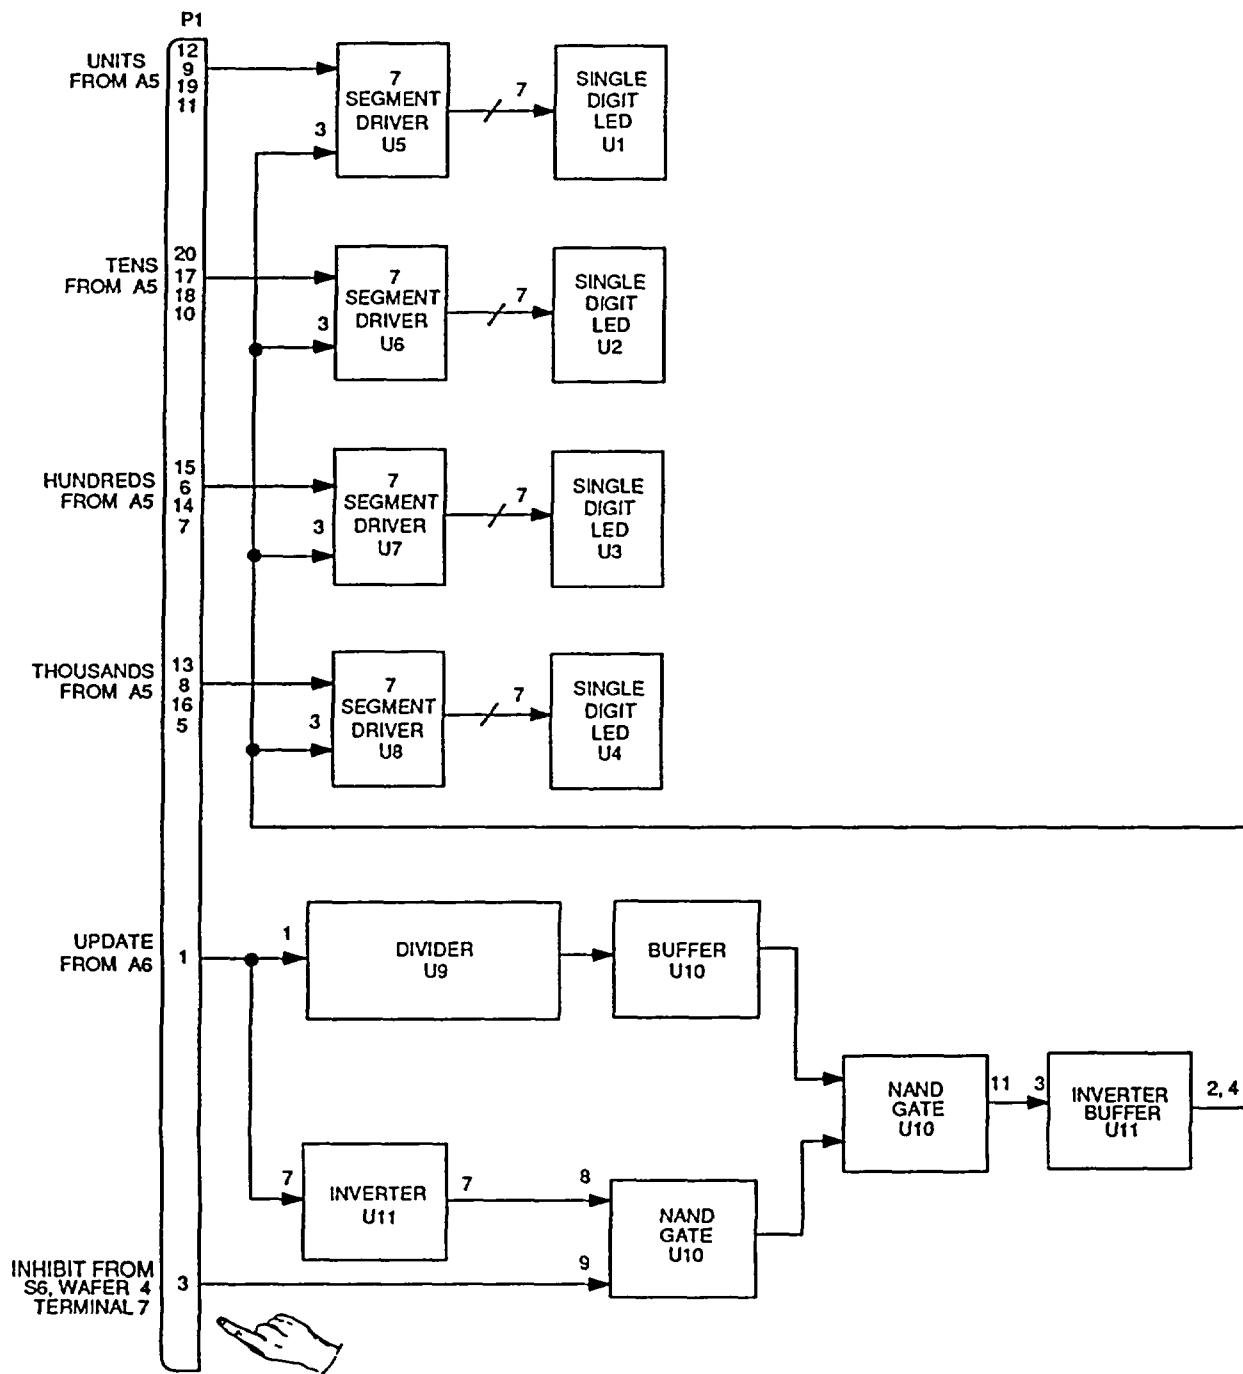 P1
UNITS
FROM A5
12
9
19
11
3
7
SEGMENT
DRIVER
U5
7
SINGLE
DIGIT
LED
U1
TENS
FROM A5
20
17
18
10
3
7
SEGMENT
DRIVER
U6
7
SINGLE
DIGIT
LED
U2
HUNDREDS
FROM A5
15
6
14
7
3
7
SEGMENT
DRIVER
U7
7
SINGLE
DIGIT
LED
U3
THOUSANDS
FROM A5
13
8
16
5
3
7
SEGMENT
DRIVER
U8
7
SINGLE
DIGIT
LED
U4
UPDATE
FROM A6
1
1
DIVIDER
U9
BUFFER
U10
NAND
GATE
U10
11
3
INVERTER
BUFFER
U11
2, 4
7
INVERTER
U11
7
8
9
NAND
GATE
U10
INHIBIT FROM
S6, WAFER 4
TERMINAL 7
3